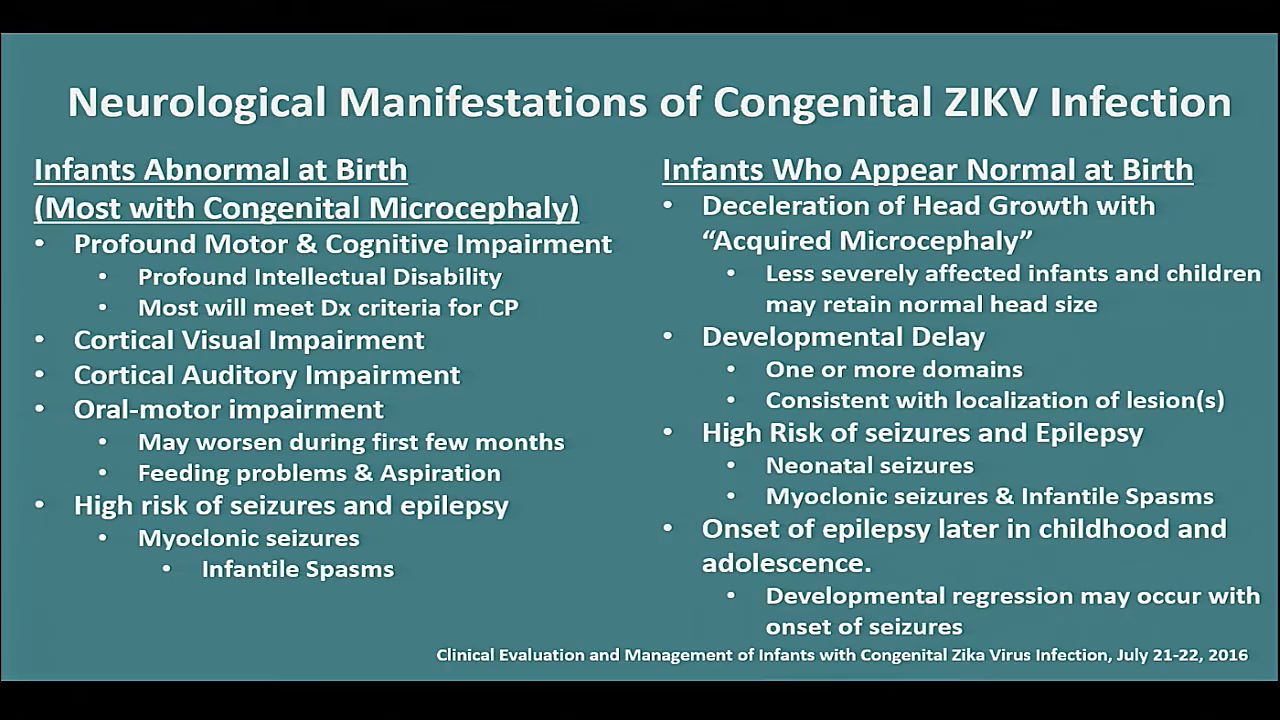 Neurological Manifestations of Congenital ZIKV Infection
Infants Abnormal at Birth
(Most with Congenital Microcephaly)
• Profound Motor & Cognitive Impairment
• Profound Intellectual Disability
• Most will meet Dx criteria for CP
• Cortical Visual Impairment
• Cortical Auditory Impairment
• Oral-motor impairment
• May worsen during first few months
• Feeding problems & Aspiration
• High risk of seizures and epilepsy
• Myoclonic seizures
• Infantile Spasms
Infants Who Appear Normal at Birth
• Deceleration of Head Growth with
“Acquired Microcephaly”
• Less severely affected infants and children
may retain normal head size
• Developmental Delay
• One or more domains
• Consistent with localization of lesion(s)
• High Risk of seizures and Epilepsy
• Neonatal seizures
• Myoclonic seizures & Infantile Spasms
• Onset of epilepsy later in childhood and
adolescence.
• Developmental regression may occur with
onset of seizures
Clinical Evaluation and Management of Infants with Congenital Zika Virus Infection, July 21-22, 2016